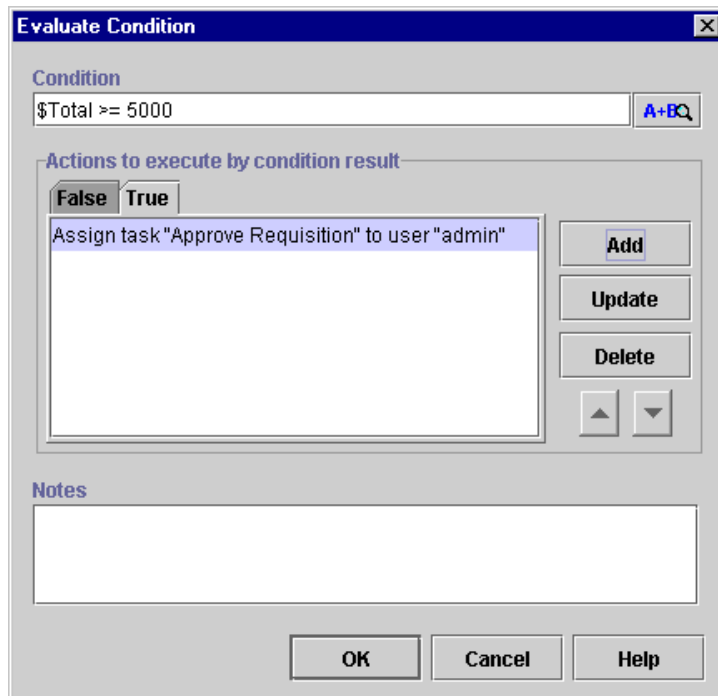 Evaluate Condition
Condition
$Total >= 5000
A+B
Actions to execute by condition result
False True
Assign task "Approve Requisition" to user "admin"
Add
Update
Delete
Notes
OK Cancel Help